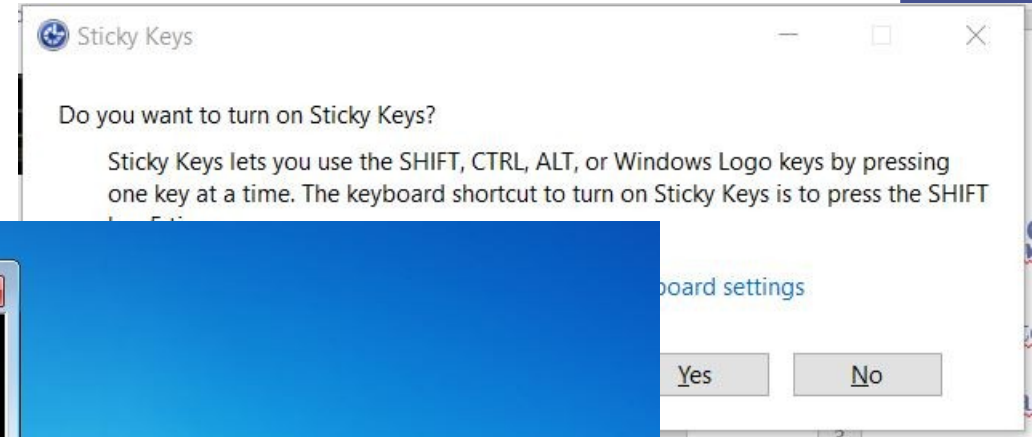 Sticky Keys
Do you want to turn on Sticky Keys?
Sticky Keys lets you use the SHIFT, CTRL, ALT, or Windows Logo keys by pressing
one key at a time. The keyboard shortcut to turn on Sticky Keys is to press the SHIFT
board settings
Yes
No